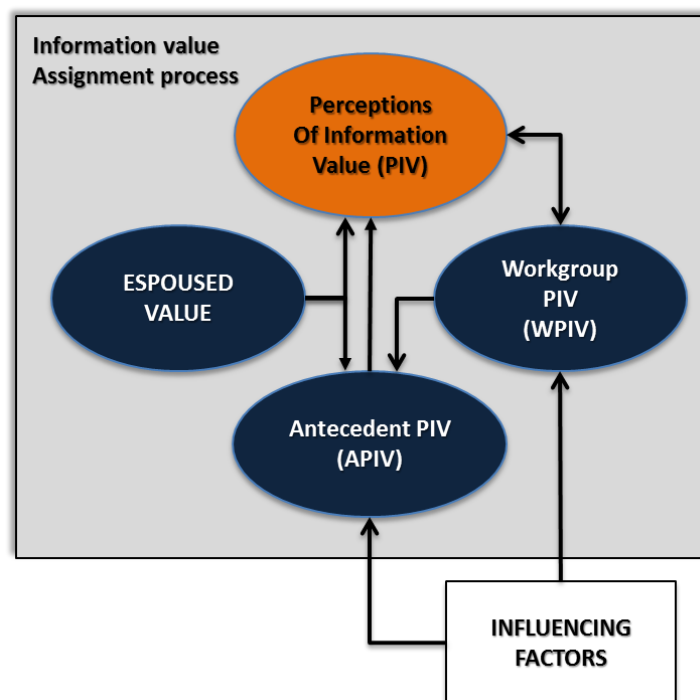 Information value
Assignment process
Perceptions
Of Information
Value (PIV)
ESPOUSED
VALUE
Workgroup
PIV
(WPIV)
Antecedent PIV
(APIV)
INFLUENCING
FACTORS